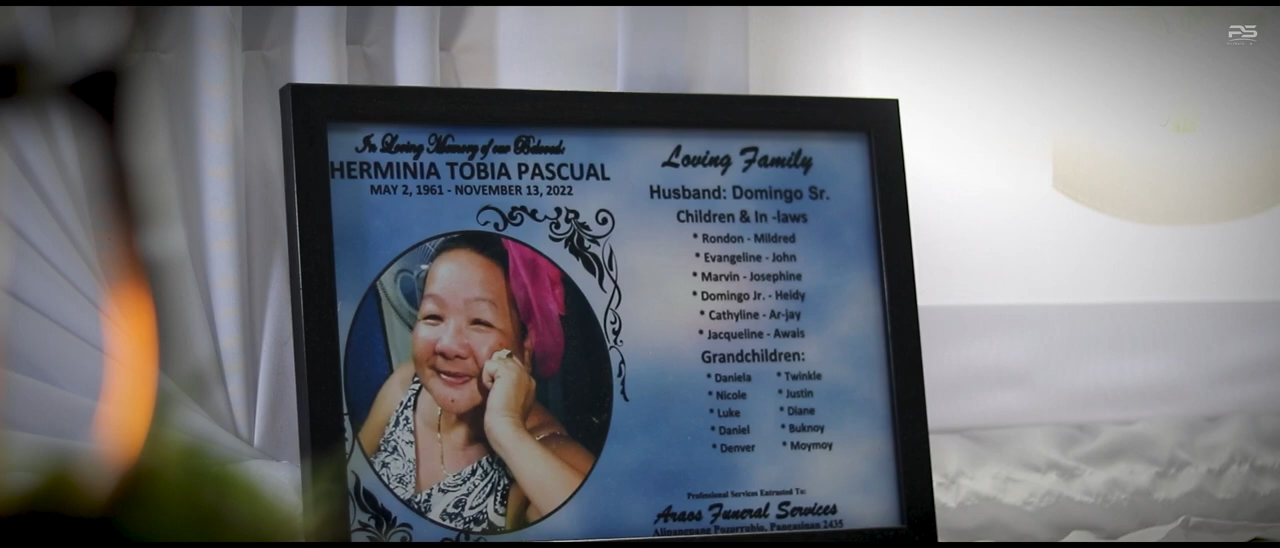 PS
In Loving Memory of our Beloved:
HERMINIA TOBIA PASCUAL
MAY 2, 1961 - NOVEMBER 13, 2022
Loving Family
Husband: Domingo Sr.
Children & In -laws
* Rondon - Mildred
* Evangeline - John
* Marvin - Josephine
* Domingo Jr. - Heidy
* Cathyline - Ar-jay
* Jacqueline - Awais
Grandchildren:
* Daniela * Twinkle
* Nicole * Justin
* Luke * Diane
* Daniel * Buknoy
* Denver * Moymoy
Professional Services Entrusted To:
Araos Funeral Services
Pozorrubio, Pangasinan 2435